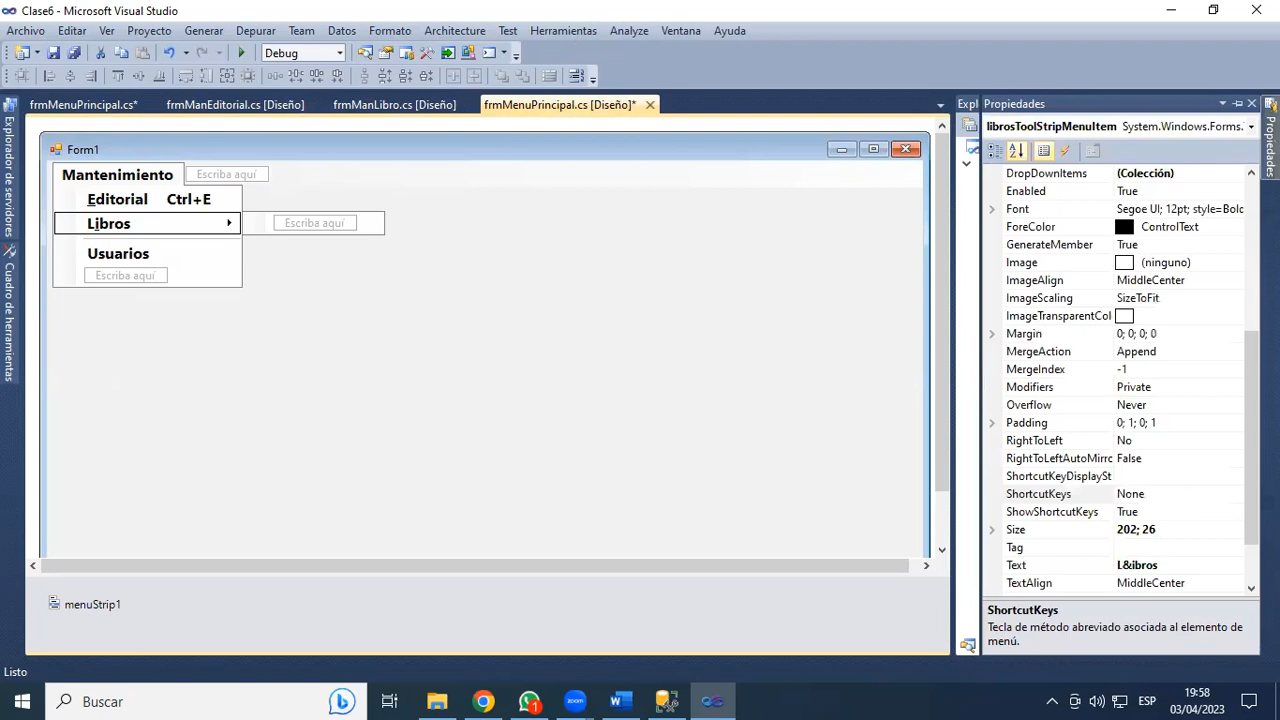 Clase6 - Microsoft Visual Studio
Archivo Editar Ver Proyecto Generar Depurar Team Datos Formato Architecture Test Herramientas Analyze Ventana Ayuda
Debug
frmMenuPrincipal.cs* frmManEditorial.cs [Diseño] frmManLibro.cs [Diseño] frmMenuPrincipal.cs [Diseño]*
Explorador de servidores
Cuadro de herramientas
Form1
Mantenimiento Escriba aquí
Editorial Ctrl+E
Libros Escriba aquí
Usuarios
Escriba aquí
menuStrip1
Expl
Propiedades
librosToolStripMenuItem System.Windows.Forms.
DropDownItems (Colección)
Enabled True
Font Segoe UI; 12pt; style=Bold
ForeColor ControlText
GenerateMember True
Image (ninguno)
ImageAlign MiddleCenter
ImageScaling SizeToFit
ImageTransparentCol
Margin 0; 0; 0; 0
MergeAction Append
MergeIndex -1
Modifiers Private
Overflow Never
Padding 0; 1; 0; 1
RightToLeft No
RightToLeftAutoMirro False
ShortcutKeyDisplaySt
ShortcutKeys None
ShowShortcutKeys True
Size 202; 26
Tag
Text L&ibros
TextAlign MiddleCenter
ShortcutKeys
Tecla de método abreviado asociada al elemento de
menú.
Propiedades
Listo
Buscar
1
zoom
ESP
19:58
03/04/2023